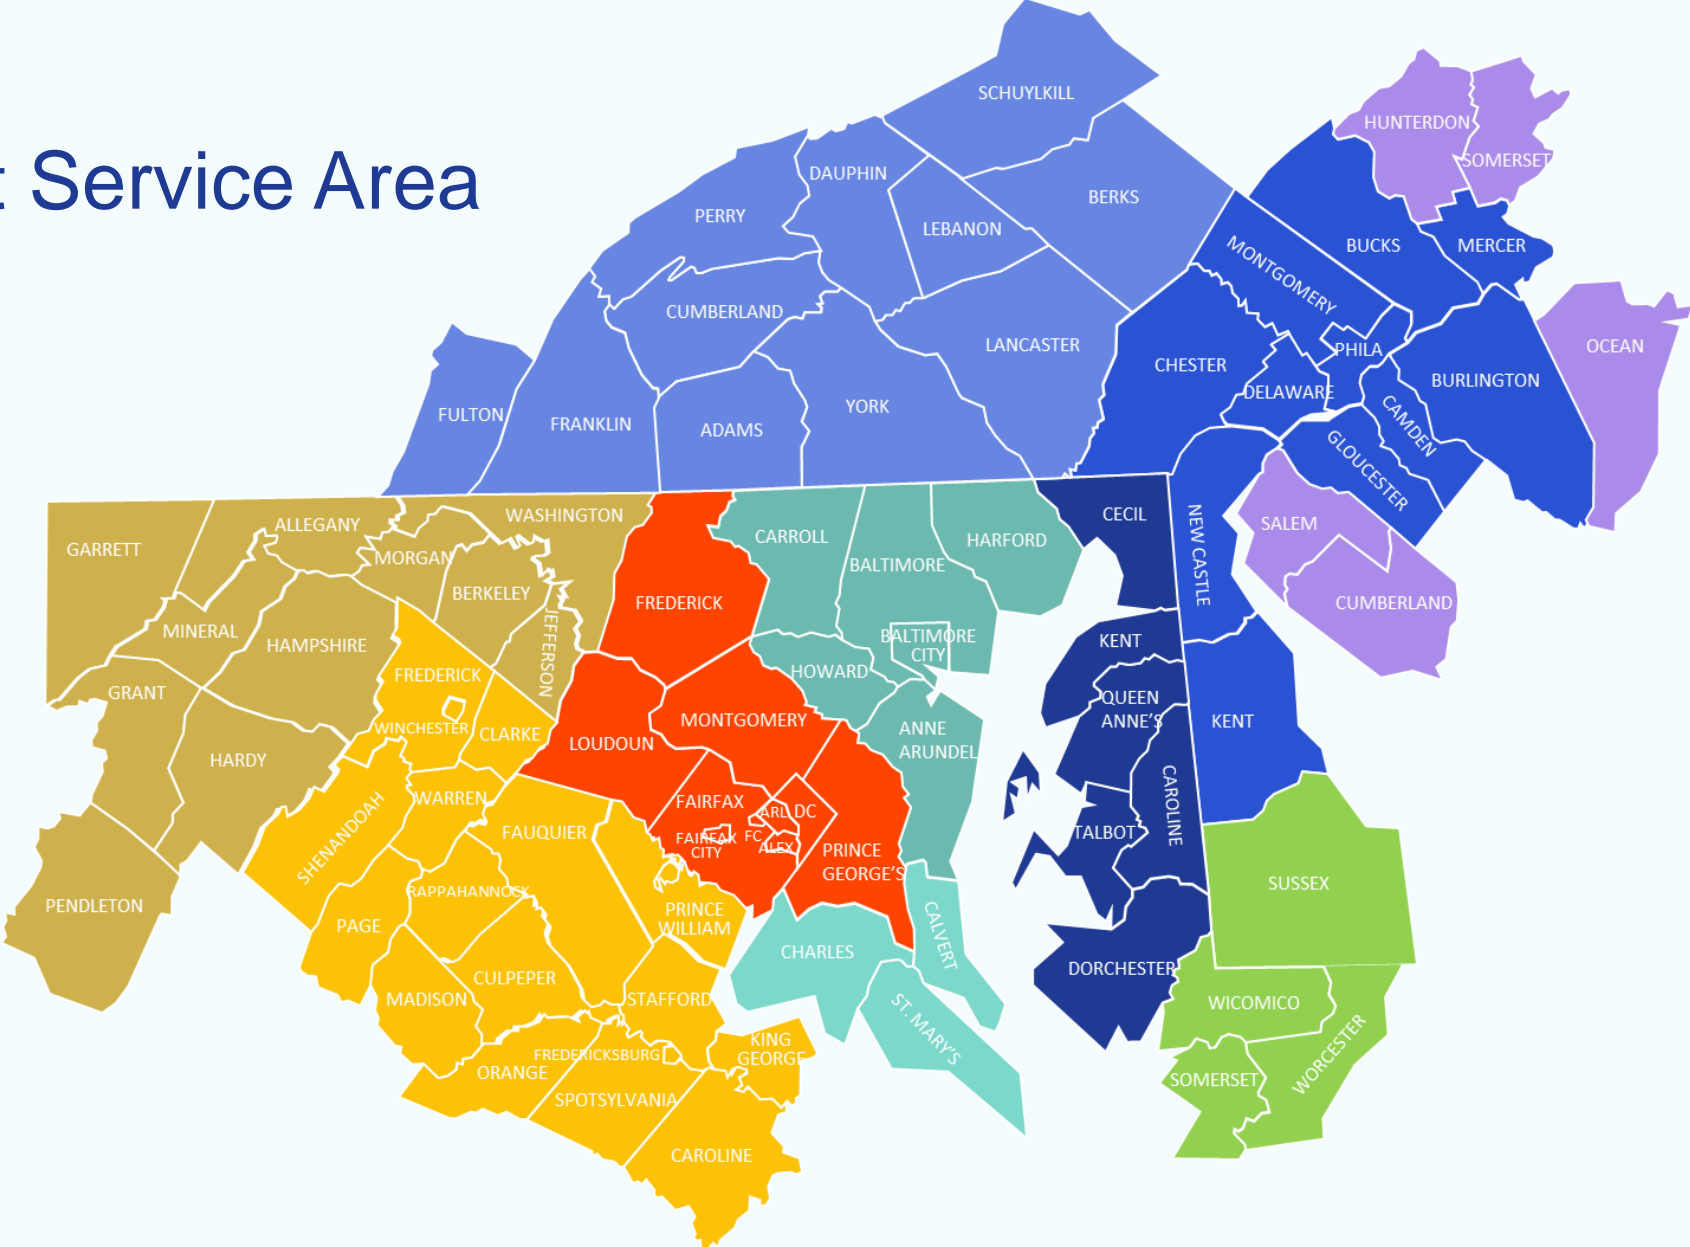 t Service Area
SCHUYLKILL
HUNTERDON
SOMERSET
DAUPHIN
BERKS
PERRY
LEBANON
MONTGOMERY
BUCKS
MERCER
CUMBERLAND
LANCASTER
CHESTER
PHILA
OCEAN
DELAWARE
BURLINGTON
FULTON
FRANKLIN
ADAMS
YORK
CAMDEN
GLOUCESTER
GARRETT
ALLEGANY
WASHINGTON
MORGAN
CARROLL
HARFORD
CECIL
NEW CASTLE
SALEM
BALTIMORE
BERKELEY
FREDERICK
CUMBERLAND
MINERAL
HAMPSHIRE
JEFFERSON
BALTIMORE
CITY
KENT
HOWARD
FREDERICK
GRANT
QUEEN
ANNE'S
WINCHESTER
CLARKE
LOUDOUN
MONTGOMERY
ANNE
ARUNDEL
KENT
HARDY
WARREN
FAIRFAX
ARL
DC
CAROLINE
SHENANDOAH
FAUQUIER
FAIRFAX
CITY
FC
ALEX
PRINCE
GEORGE'S
TALBOT
SUSSEX
PENDLETON
RAPPAHANNOCK
PAGE
PRINCE
WILLIAM
CALVERT
CHARLES
DORCHESTER
CULPEPER
MADISON
STAFFORD
WICOMICO
ST. MARY'S
KING
GEORGE
FREDERICKSBURG
ORANGE
WORCESTER
SOMERSET
SPOTSYLVANIA
CAROLINE